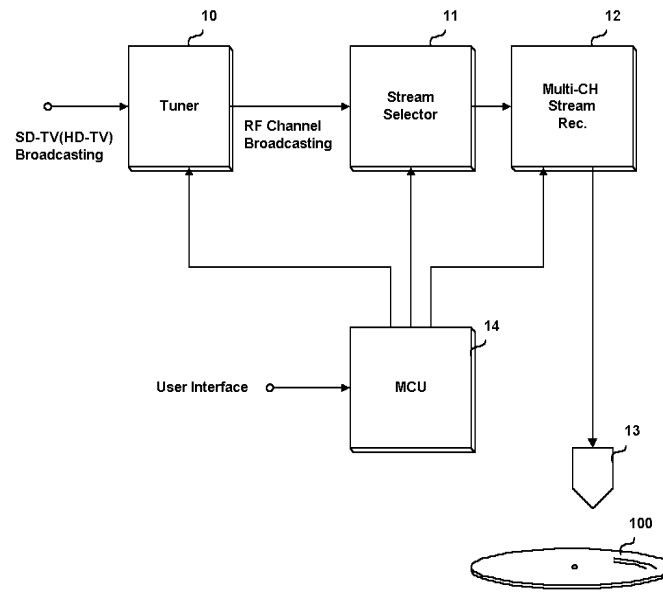 10
11
12
Tuner
Stream
Selector
Multi-CH
Stream
Rec.
SD-TV(HD-TV)
Broadcasting
RF Channel
Broadcasting
14
User Interface
MCU
13
100